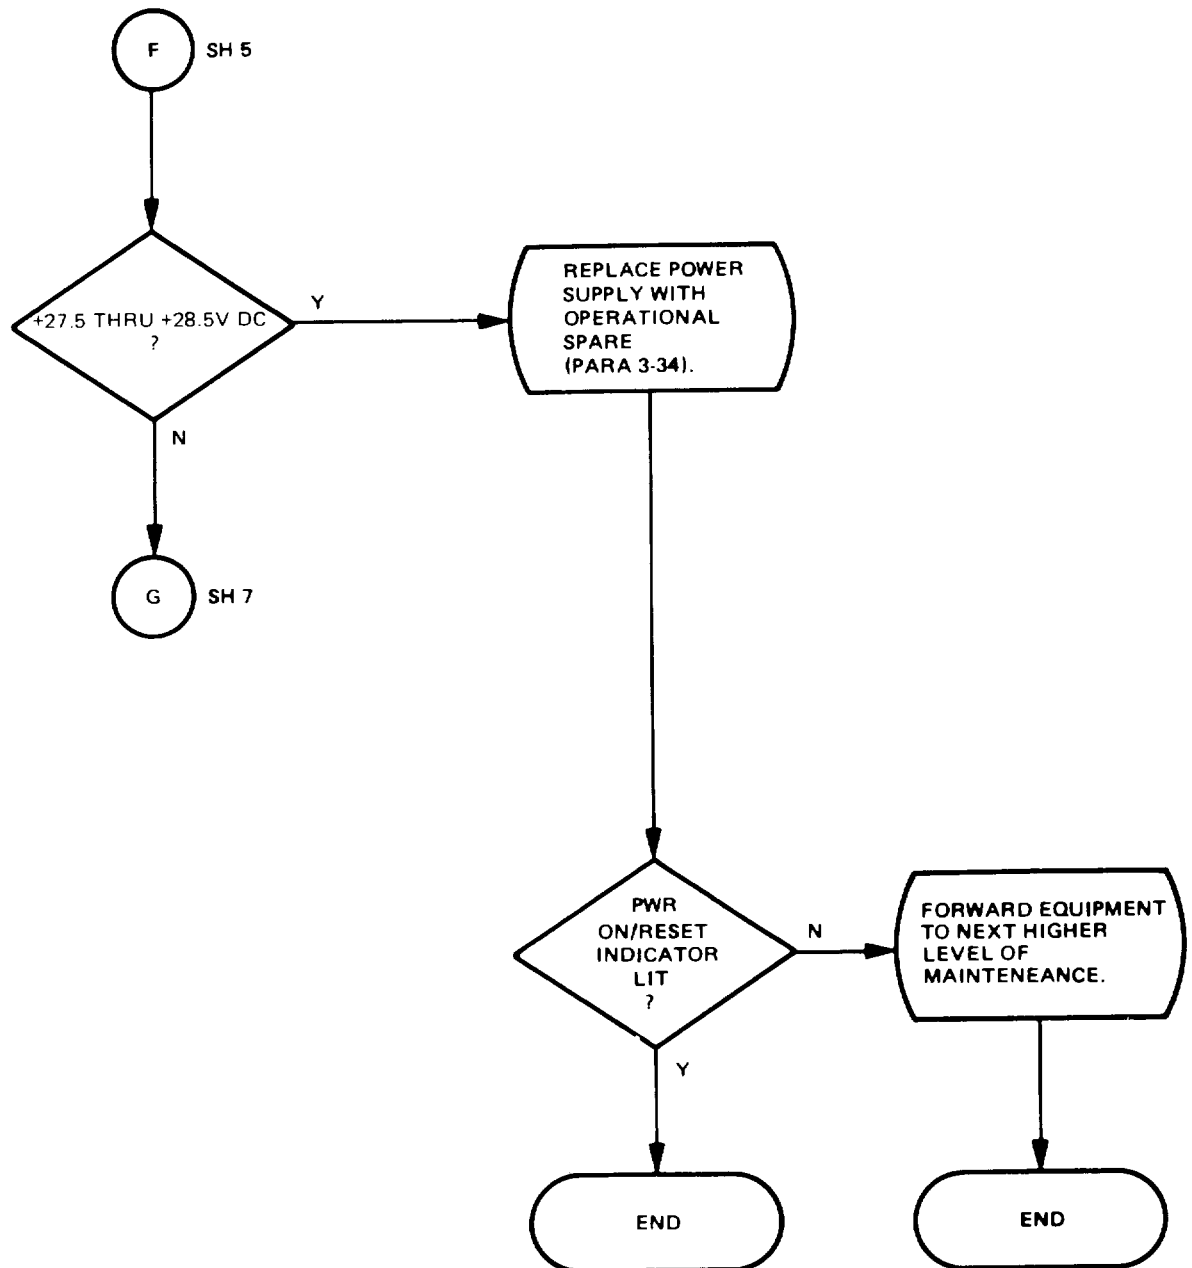 F SH 5
+27.5 THRU +28.5V DC
?
Y
N
REPLACE POWER
SUPPLY WITH
OPERATIONAL
SPARE
(PARA 3-34).
G SH 7
PWR
ON/RESET
INDICATOR
LIT
?
N
Y
FORWARD EQUIPMENT
TO NEXT HIGHER
LEVEL OF
MAINTENEANCE.
END
END